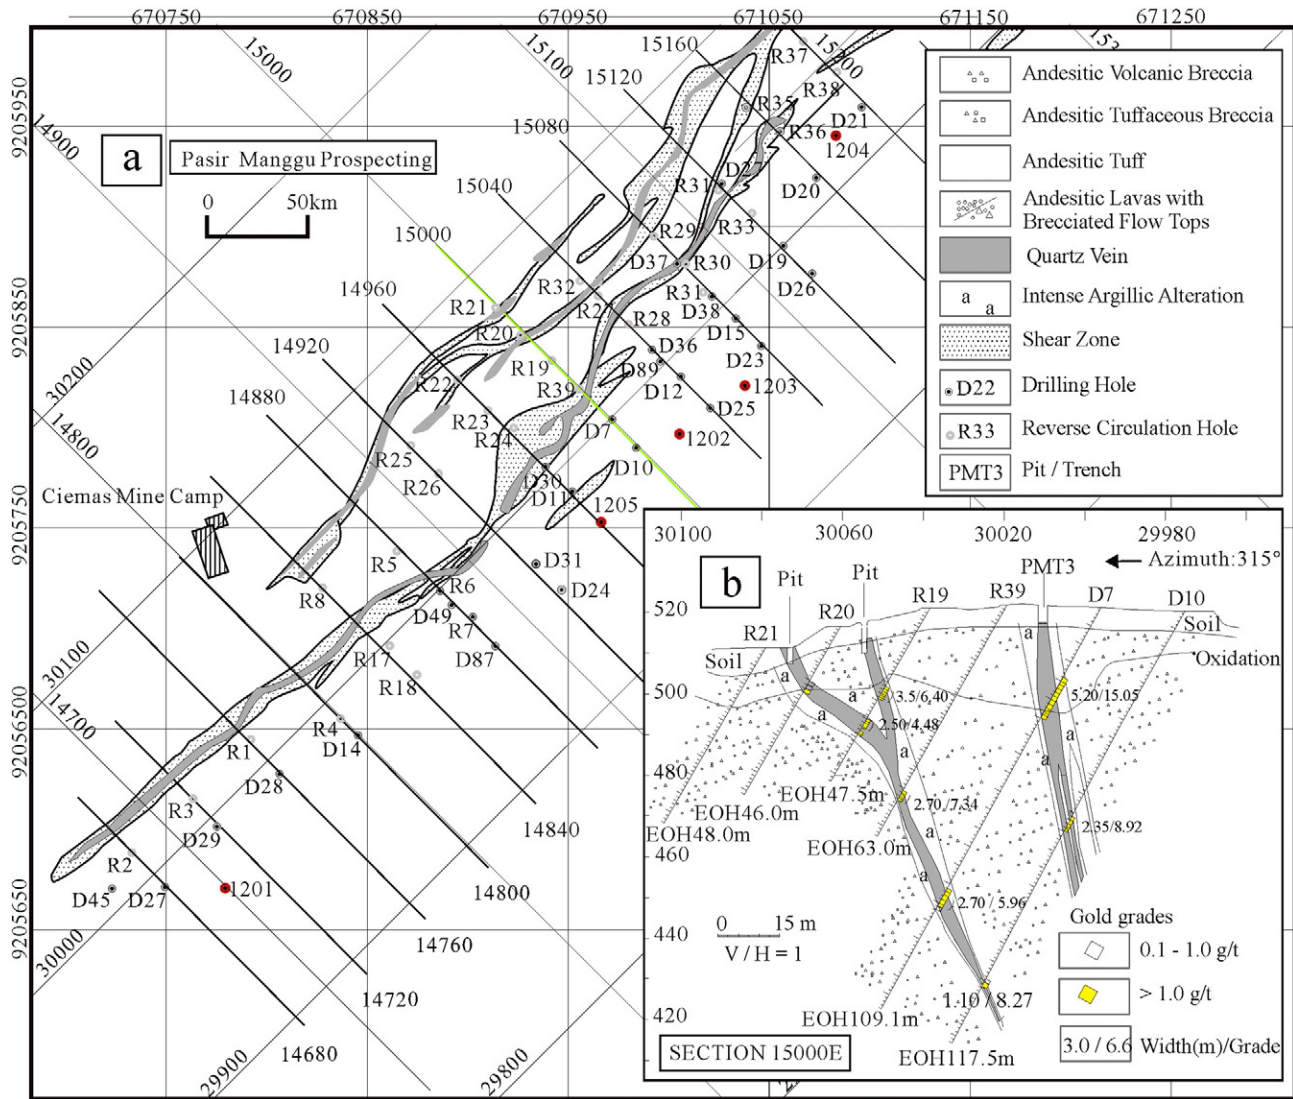 670750
670850
670950
671050
671150
671250
9205950
9205850
9205750
9206500
9205650
15000
15100
15160
15120
15080
15040
15000
14960
14920
14880
14900
30200
14800
30100
14700
30000
29900
29800
14840
14800
14760
14720
14680
a
Pasir Manggu Prospecting
0
50km
Ciemas Mine Camp
R37
R38
R35
R36
D21
1204
D27
R31
D20
R33
R29
D37
R30
D19
D26
R32
R21
R2
R31
D38
R28
D15
R20
D36
D23
R19
D89
R22
R39
D12
1203
D25
R23
R24
D7
1202
D10
R25
R26
D30
D11
1205
R5
D31
R6
D24
R8
D49
R7
R17
D87
R18
R4
D14
R1
D28
R3
D29
R2
D45
D27
1201
Andesitic Volcanic Breccia
Andesitic Tuffaceous Breccia
Andesitic Tuff
Andesitic Lavas with
Brecciated Flow Tops
Quartz Vein
a
a
Intense Argillic Alteration
Shear Zone
D22
Drilling Hole
R33
Reverse Circulation Hole
PMT3
Pit / Trench
30100
30060
30020
29980
b
Azimuth:315°
Pit
Pit
PMT3
R21
R20
R19
R39
D7
D10
520
500
480
460
440
420
Soil
Soil
Oxidation
a
a
a
a
a
a
a
a
a
3.5/6.40
2.50/4.48
5.20/15.05
2.70/7.34
2.35/8.92
2.70 / 5.96
1.10 / 8.27
EOH48.0m
EOH46.0m
EOH47.5m
EOH63.0m
EOH109.1m
EOH117.5m
0
15 m
V / H = 1
SECTION 15000E
Gold grades
0.1 - 1.0 g/t
> 1.0 g/t
3.0 / 6.6
Width(m)/Grade